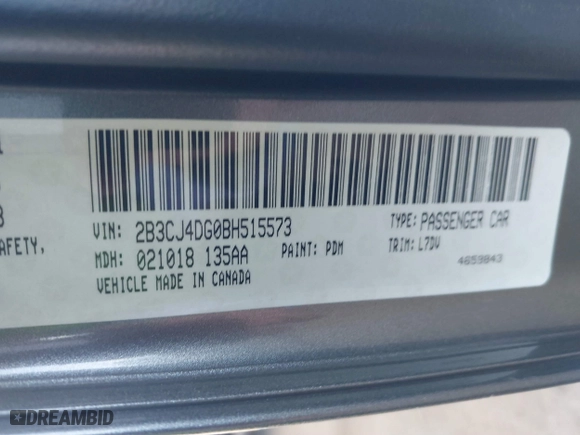 VIN: 2B3CJ4DG0BH515573
TYPE: PASSENGER CAR
AFETY,
MDH: 021018 135AA
PAINT: PDM
TRIM: L7DV
VEHICLE MADE IN CANADA
4659843
DREAMBID